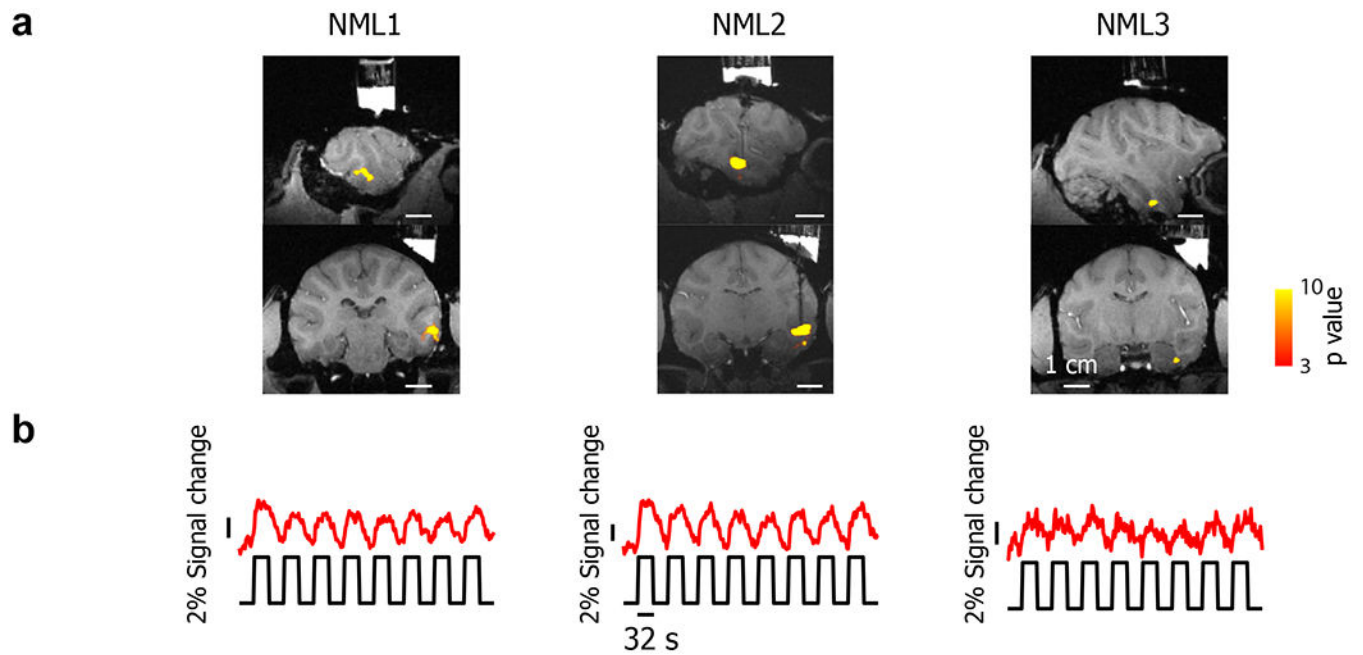 a
NML1
NML2
NML3
1 cm
10
3
p value
b
2% Signal change
2% Signal change
2% Signal change
32 s